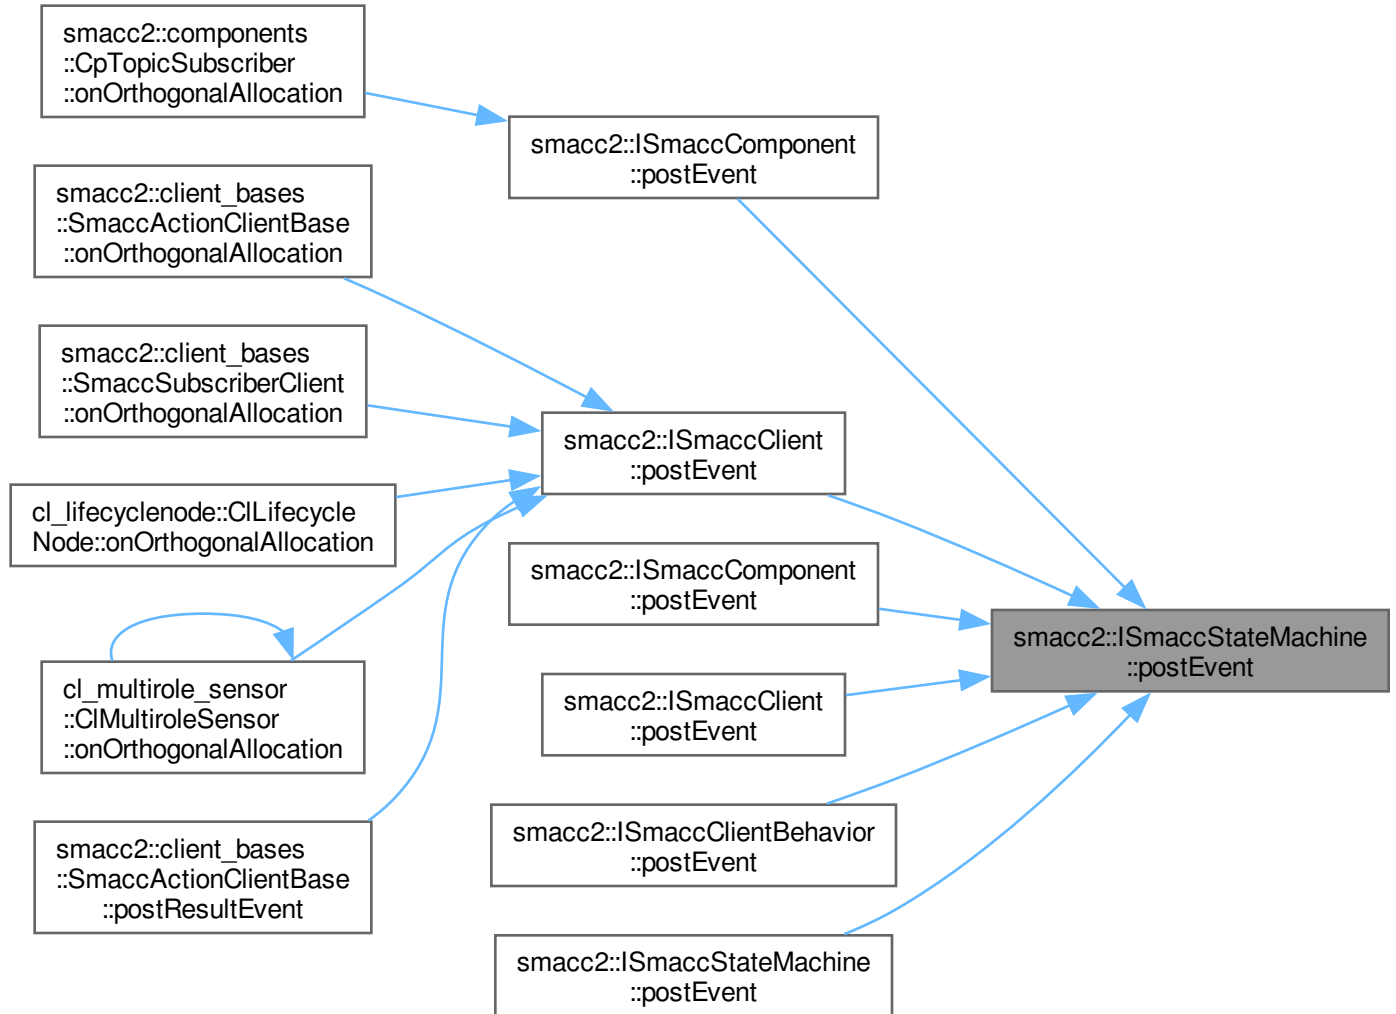 smacc2::components
::CpTopicSubscriber
::onOrthogonalAllocation
smacc2::ISmaccComponent
::postEvent
smacc2::client_bases
::SmaccActionClientBase
::onOrthogonalAllocation
smacc2::client_bases
::SmaccSubscriberClient
::onOrthogonalAllocation
smacc2::ISmaccClient
::postEvent
cl_lifecyclenode::ClLifecycle
Node::onOrthogonalAllocation
smacc2::ISmaccComponent
::postEvent
smacc2::ISmaccStateMachine
::postEvent
cl_multirole_sensor
::ClMultiroleSensor
::onOrthogonalAllocation
smacc2::ISmaccClient
::postEvent
smacc2::client_bases
::SmaccActionClientBase
::postResultEvent
smacc2::ISmaccClientBehavior
::postEvent
smacc2::ISmaccStateMachine
::postEvent